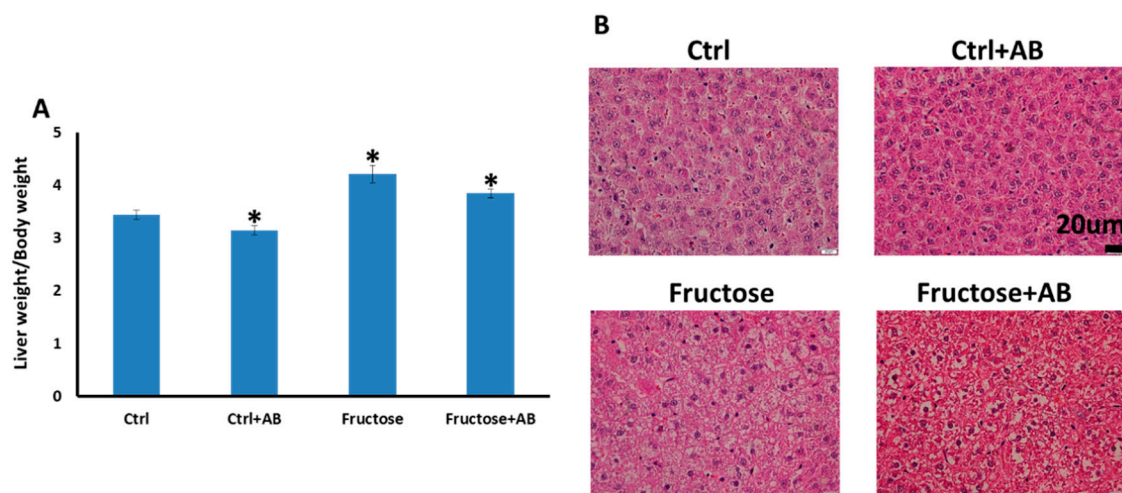 A
Liver weight/Body weight
5
4
3
2
1
0
*
*
*
Ctrl
Ctrl+AB
Fructose
Fructose+AB
B
Ctrl
Ctrl+AB
20um
Fructose
Fructose+AB